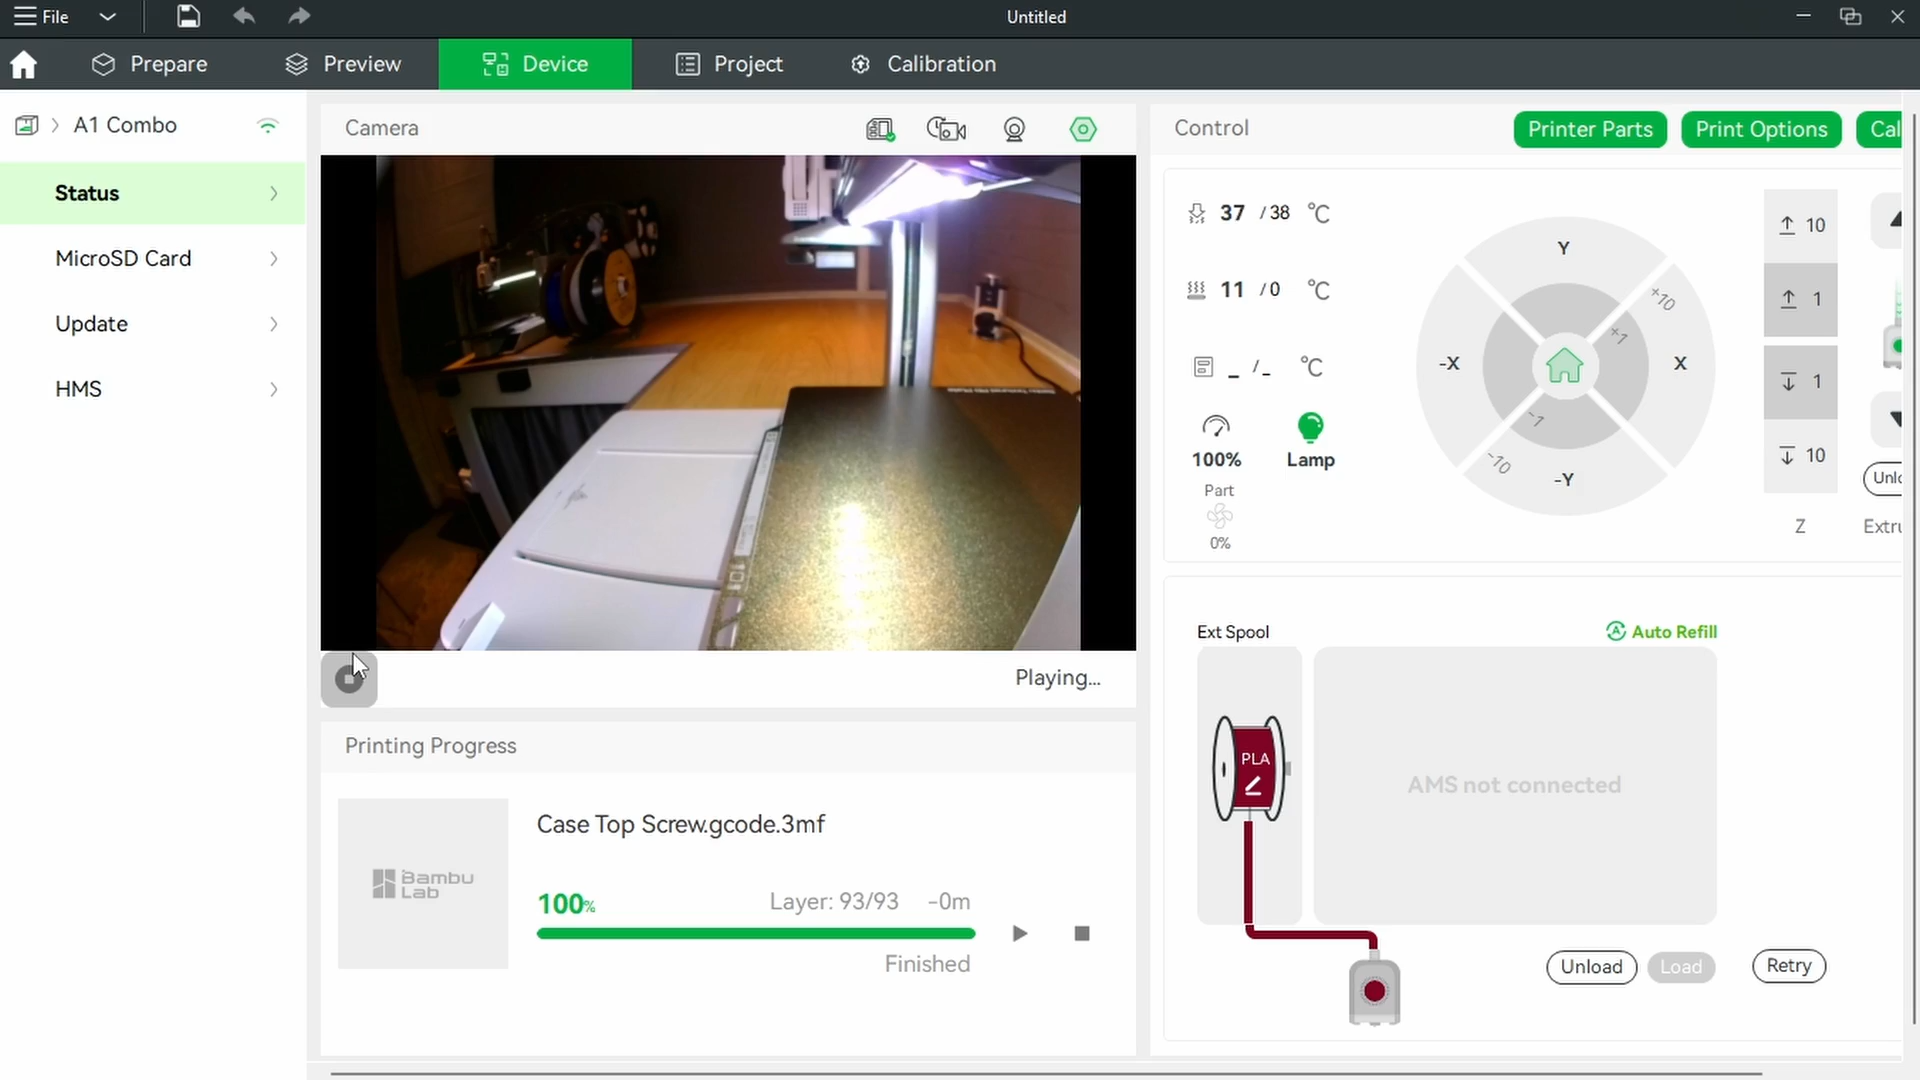 File
Untitled
Prepare
Preview
Device
Project
Calibration
A1 Combo
Status
MicroSD Card
Update
HMS
Camera
Playing...
Printing Progress
Bambu
Lab
Case Top Screw.gcode.3mf
100%
Layer: 93/93
-0m
Finished
Control
Printer Parts
Print Options
Cal
37 /38 °C
11 /0 °C
_ /_ °C
100%
Lamp
Part
0%
Y
+10
+1
-X
X
-1
-10
-Y
10
1
1
10
Z
Unlo
Extru
Ext Spool
Auto Refill
PLA
AMS not connected
Unload
Load
Retry